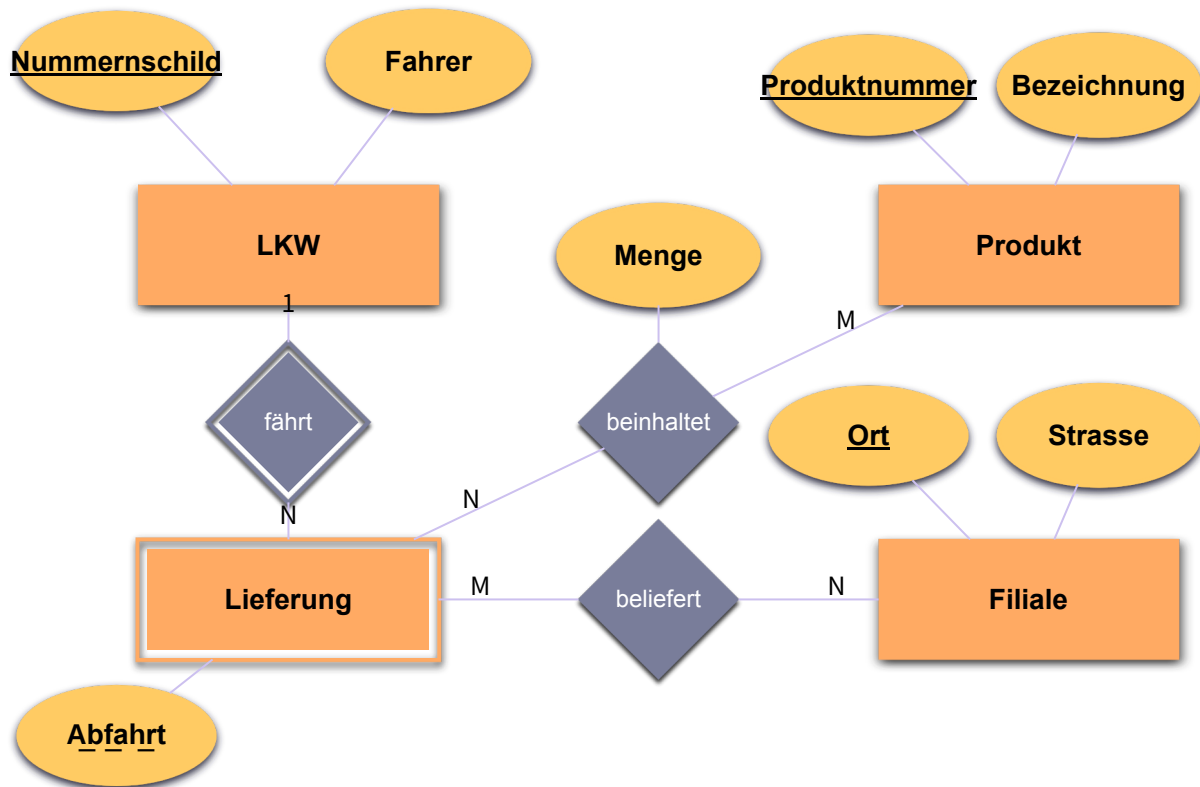 Nummernschild
Fahrer
Produktnummer
Bezeichnung
LKW
Menge
Produkt
1
M
fährt
beinhaltet
Ort
Strasse
N
N
Lieferung
M
beliefert
N
Filiale
Abfahrt